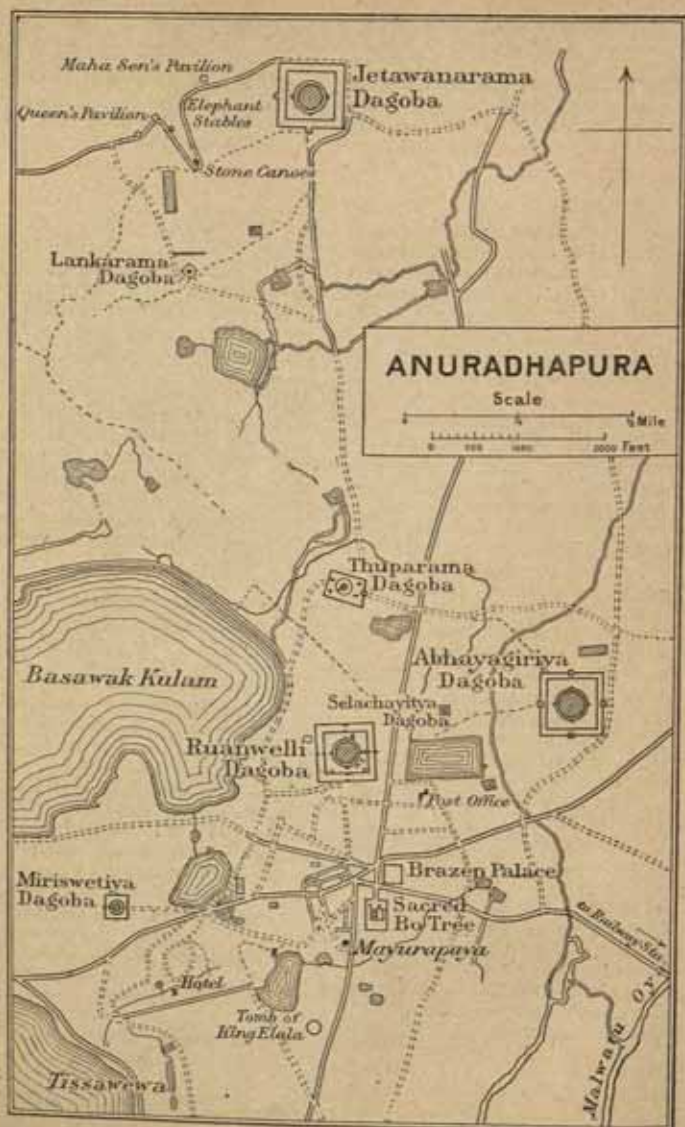 Maha Sen's Pavilion
Jetawanarama
Dagoba
Queen's Pavilion
Elephant
Stables
Stone Canoes
Lankarama
Dagoba
ANURADHAPURA
Scale
Mile
0
2000 Feet
Thuparama
Dagoba
Basawak Kulam
Abhayagiriya
Dagoba
Selachayitya
Dagoba
Ruanwelli
Dagoba
Post Office
Miriswetiya
Dagoba
Brazen Palace
Sacred
Bo Tree
to Railway Sta.
Mayurapaya
Hotel
Tomb of
King Elala
Tissawewa
Malwatu Oy